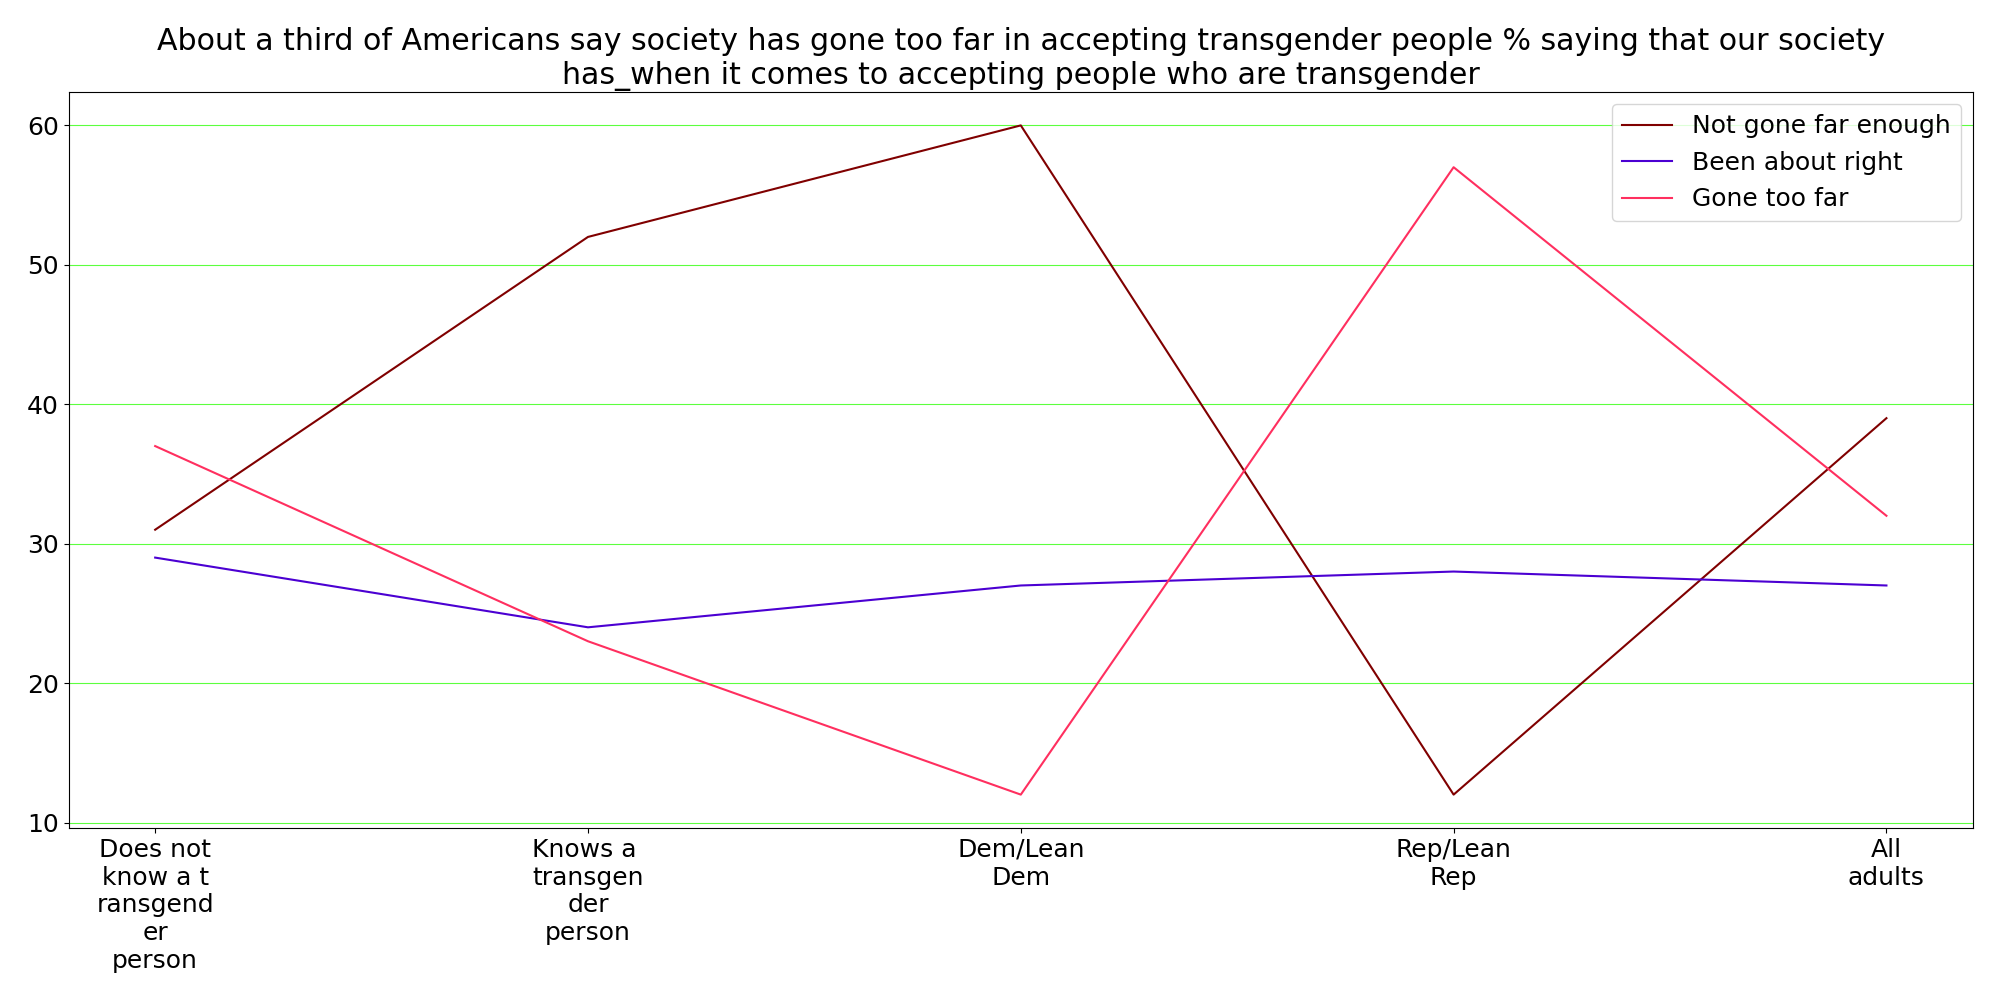 About a third of Americans say society has gone too far in accepting transgender people % saying that our society
has_when it comes to accepting people who are transgender
Not gone far enough
Been about right
Gone too far
60
50
40
30
20
10
Does not
know a t
ransgend
er
person
Knows a
transgen
der
person
Dem/Lean
Dem
Rep/Lean
Rep
All
adults